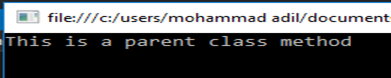 file:///c:/users/mohammad adil/document
This is a parent class method